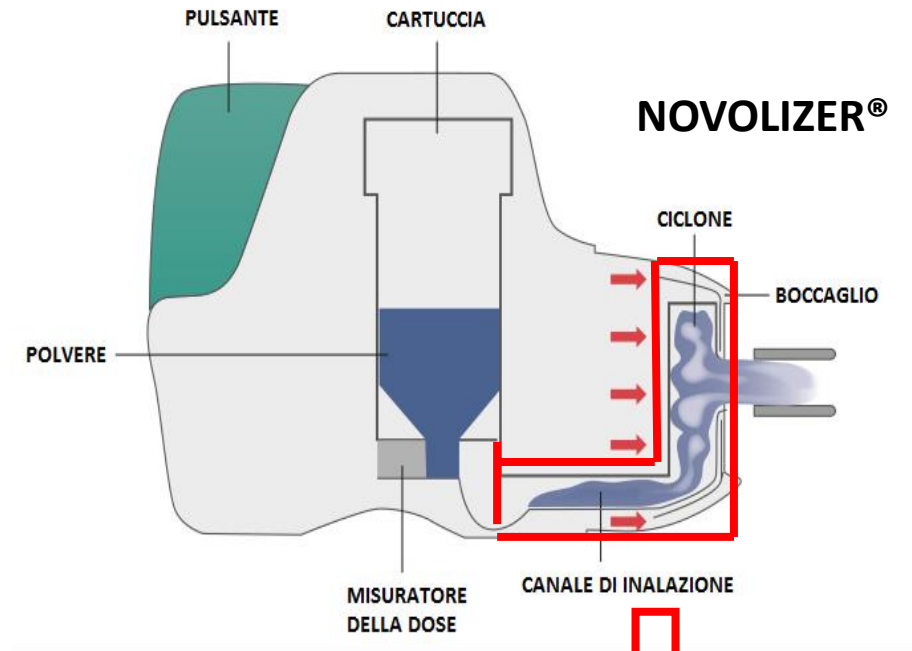 PULSANTE
CARTUCCIA
NOVOLIZER®
CICLONE
BOCCAGLIO
POLVERE
CANALE DI INALAZIONE
MISURATORE
DELLA DOSE